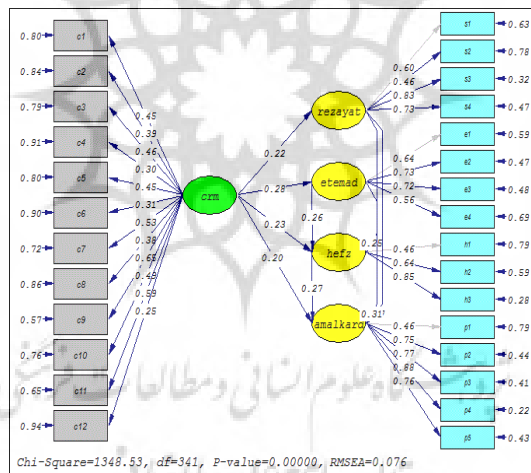 0.80 c1
0.84 c2
0.79 c3
0.91 c4
0.80 c5
0.90 c6
0.72 c7
0.86 c8
0.57 c9
0.76 c10
0.65 c11
0.94 c12
0.45
0.39
0.46
0.30
0.45
0.31
0.53
0.38
0.65
0.49
0.59
0.25
crm
0.22
0.28
0.23
0.20
rezayat
etemad
0.26
hefz
0.27
amalkard
0.25
0.31
0.60
0.46
0.83
0.73
0.64
0.73
0.72
0.56
0.46
0.64
0.85
0.46
0.75
0.77
0.88
0.76
s1 0.63
s2 0.78
s3 0.32
s4 0.47
e1 0.59
e2 0.47
e3 0.48
e4 0.69
h1 0.79
h2 0.59
h3 0.28
p1 0.79
p2 0.44
p3 0.41
p4 0.22
p5 0.43
پژوهشگاه علوم انسانی و مطالعات فرهنگی
Chi-Square=1348.53, df=341, P-value=0.00000, RMSEA=0.076